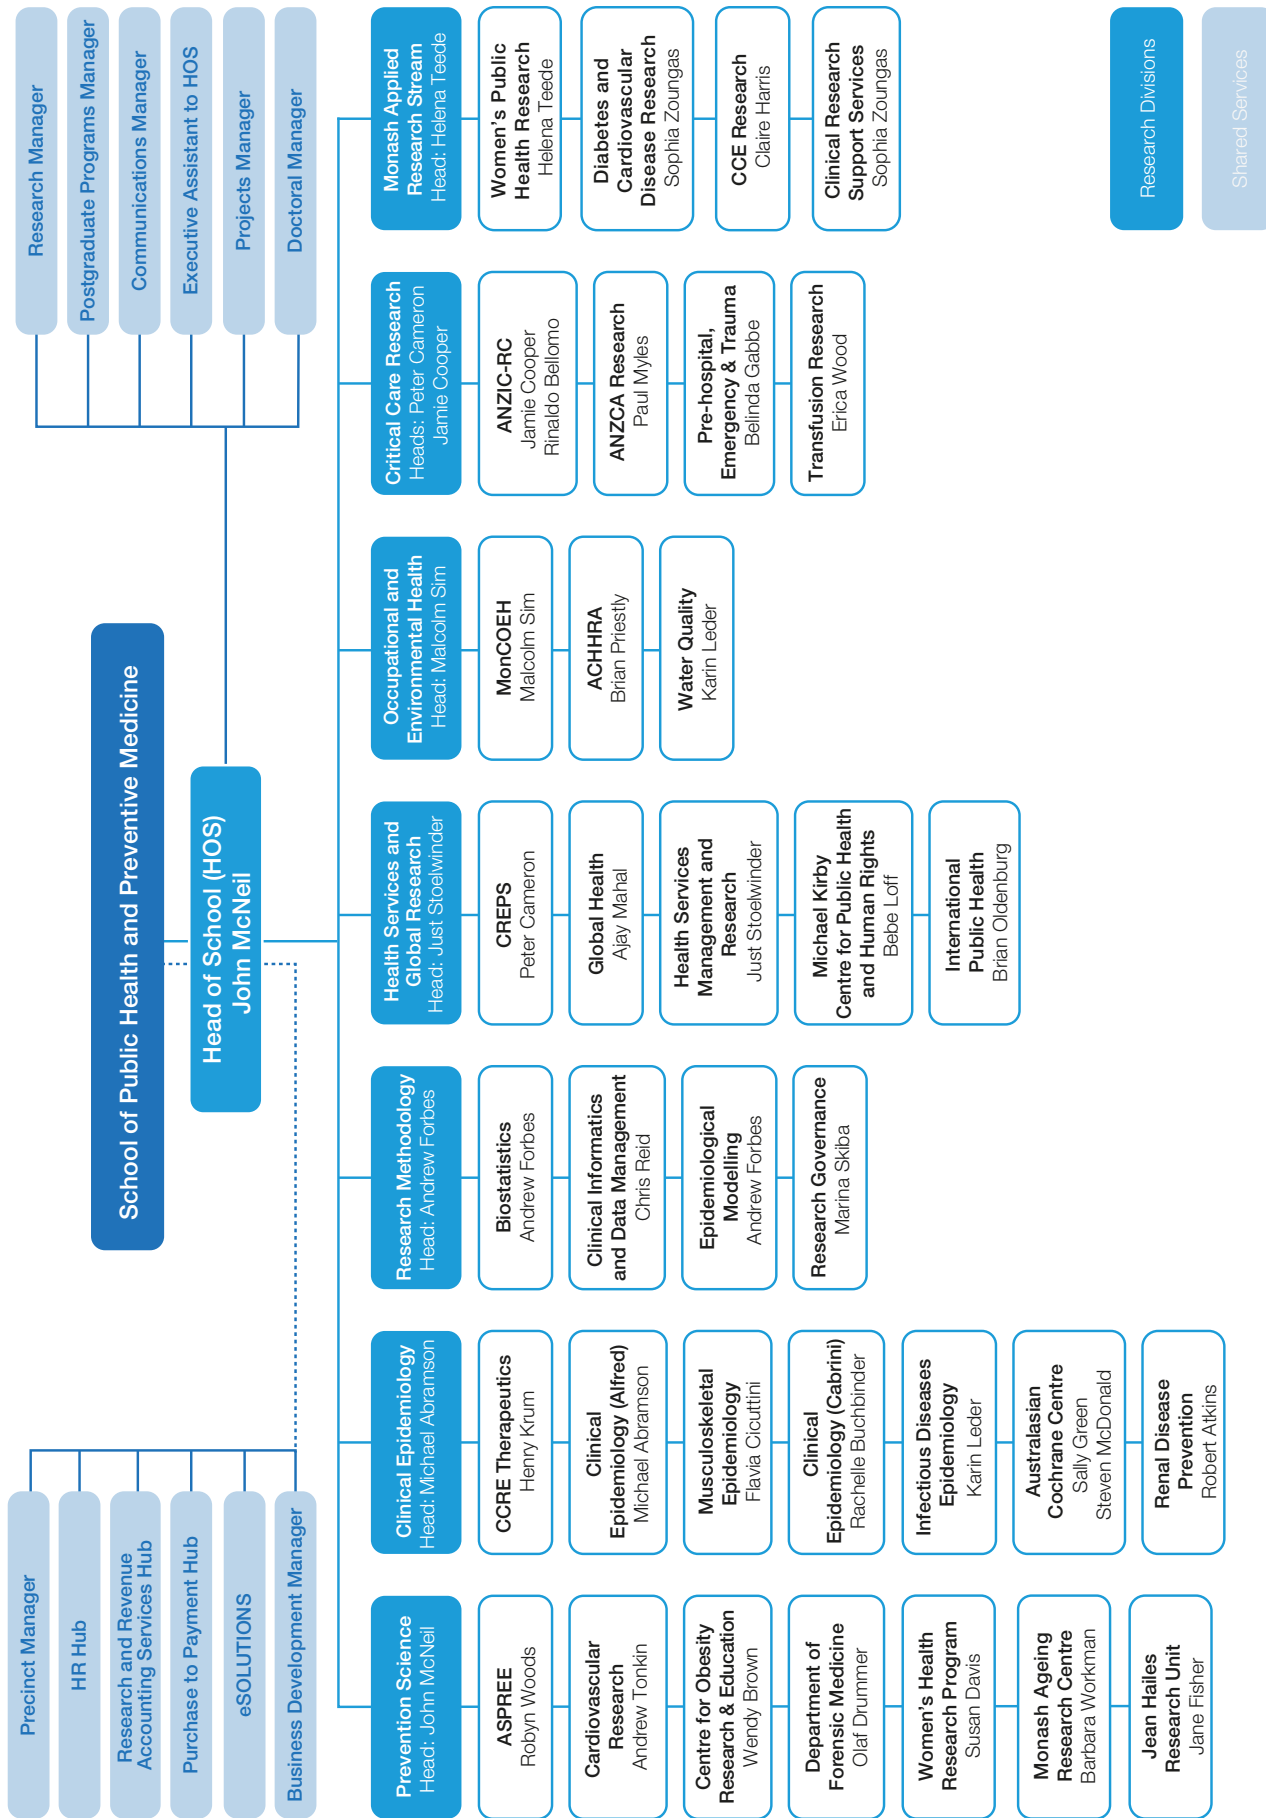 School of Public Health and Preventive Medicine
Head of School (HOS)
John McNeil
Precinct Manager
HR Hub
Research and Revenue
Accounting Services Hub
Purchase to Payment Hub
eSOLUTIONS
Business Development Manager
Research Manager
Postgraduate Programs Manager
Communications Manager
Executive Assistant to HOS
Projects Manager
Doctoral Manager
Prevention Science
Head: John McNeil
ASPREE
Robyn Woods
Cardiovascular
Research
Andrew Tonkin
Centre for Obesity
Research & Education
Wendy Brown
Department of
Forensic Medicine
Olaf Drummer
Women's Health
Research Program
Susan Davis
Monash Ageing
Research Centre
Barbara Workman
Jean Hailes
Research Unit
Jane Fisher
Clinical Epidemiology
Head: Michael Abramson
CCRE Therapeutics
Henry Krum
Clinical
Epidemiology (Alfred)
Michael Abramson
Musculoskeletal
Epidemiology
Flavia Cicuttini
Clinical
Epidemiology (Cabrini)
Rachelle Buchbinder
Infectious Diseases
Epidemiology
Karin Leder
Australasian
Cochrane Centre
Sally Green
Steven McDonald
Renal Disease
Prevention
Robert Atkins
Research Methodology
Head: Andrew Forbes
Biostatistics
Andrew Forbes
Clinical Informatics
and Data Management
Chris Reid
Epidemiological
Modelling
Andrew Forbes
Research Governance
Marina Skiba
Health Services and
Global Research
Head: Just Stoelwinder
CREPS
Peter Cameron
Global Health
Ajay Mahal
Health Services
Management and
Research
Just Stoelwinder
Michael Kirby
Centre for Public Health
and Human Rights
Bebe Loff
International
Public Health
Brian Oldenburg
Occupational and
Environmental Health
Head: Malcolm Sim
MonCOEH
Malcolm Sim
ACHHRA
Brian Priestly
Water Quality
Karin Leder
Critical Care Research
Heads: Peter Cameron
Jamie Cooper
ANZIC-RC
Jamie Cooper
Rinaldo Bellomo
ANZCA Research
Paul Myles
Pre-hospital,
Emergency & Trauma
Belinda Gabbe
Transfusion Research
Erica Wood
Monash Applied
Research Stream
Head: Helena Teede
Women's Public
Health Research
Helena Teede
Diabetes and
Cardiovascular
Disease Research
Sophia Zoungas
CCE Research
Claire Harris
Clinical Research
Support Services
Sophia Zoungas
Research Divisions
Shared Services